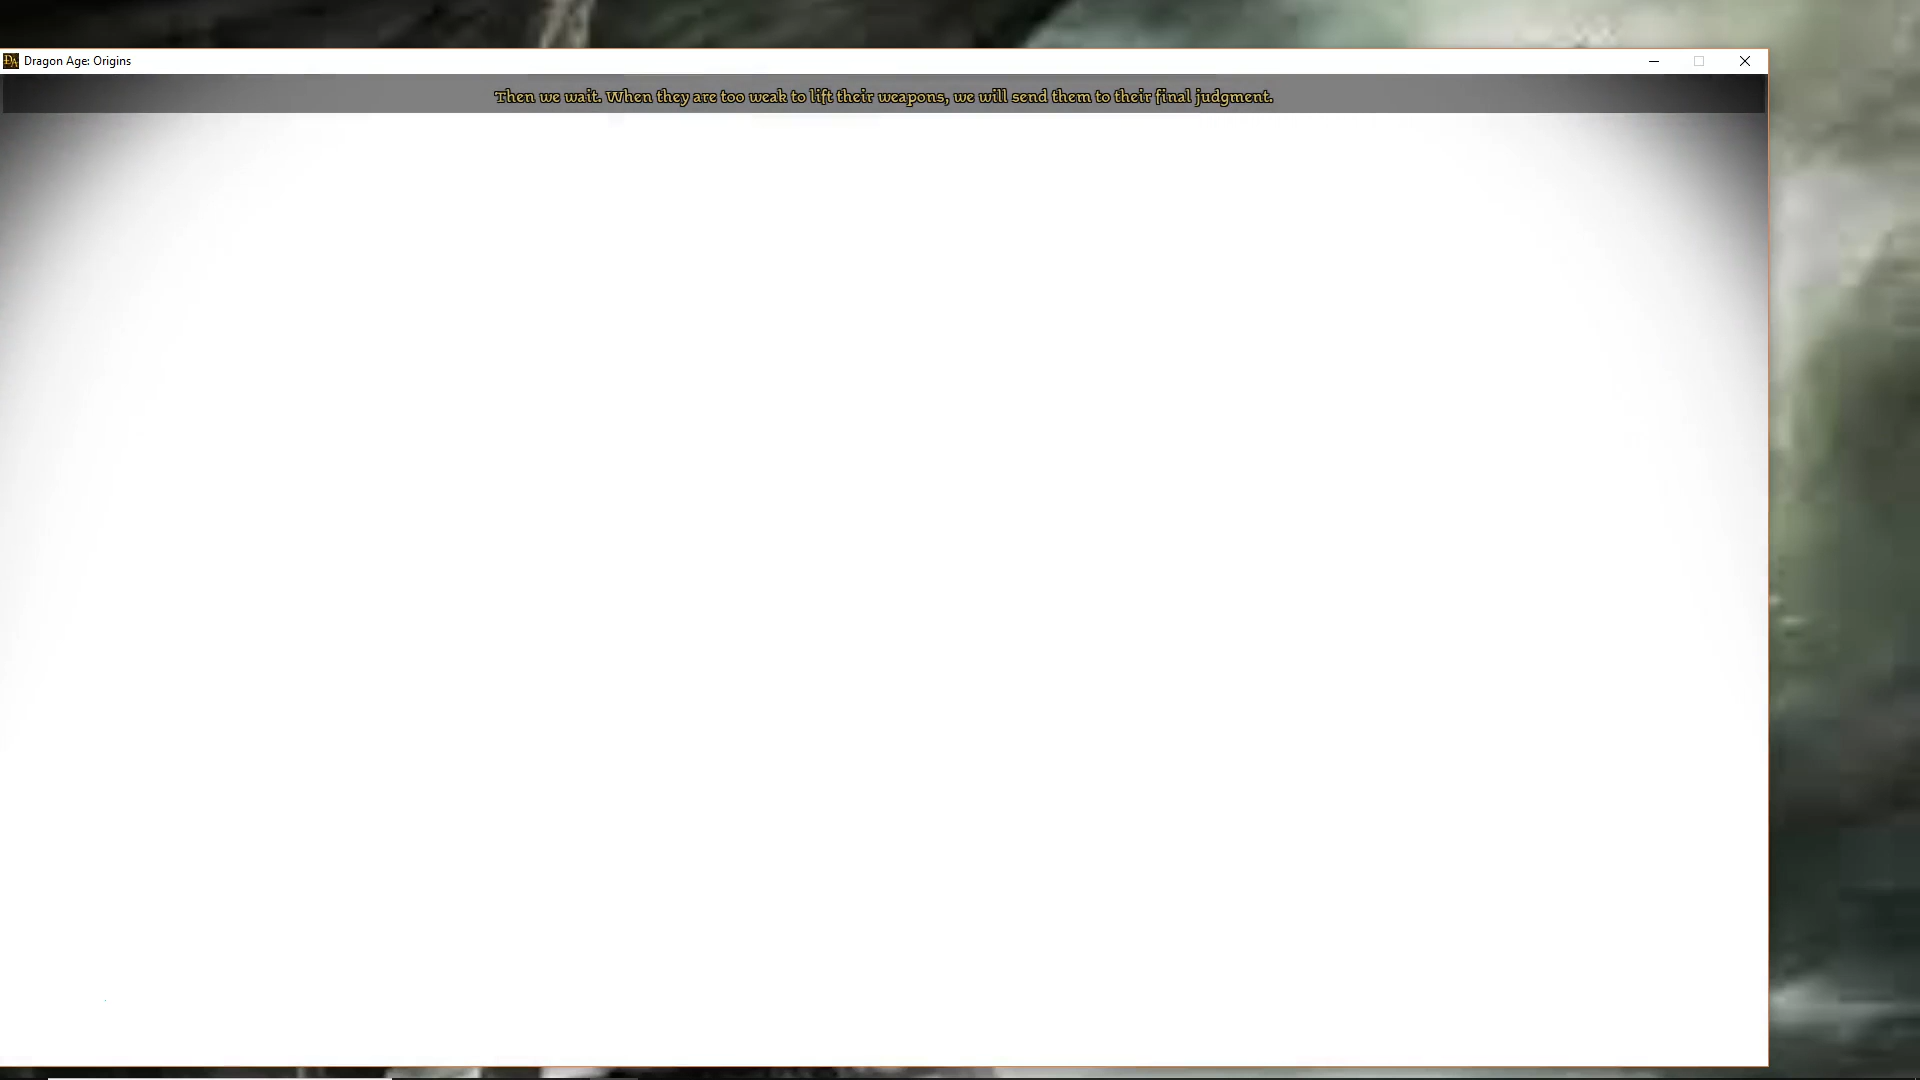 Dragon Age: Origins
Then we wait. When they are too weak to lift their weapons, we will send them to their final judgment.